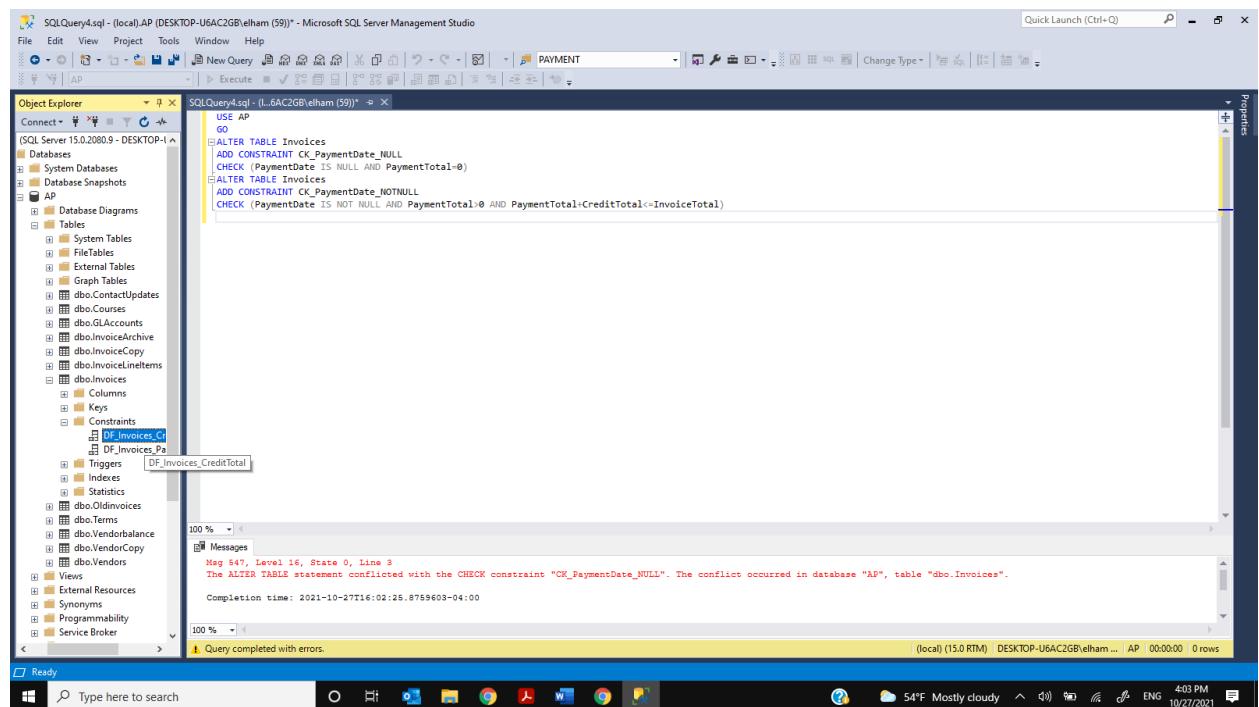 SQLQuery4.sql - (local).AP (DESKTOP-U6AC2GB\elham (59))* - Microsoft SQL Server Management Studio
Quick Launch (Ctrl+Q)
File Edit View Project Tools Window Help
New Query
PAYMENT
Change Type
AP
Execute
Object Explorer
SQLQuery4.sql - (l...6AC2GB\elham (59))*
Properties
Connect
(SQL Server 15.0.2080.9 - DESKTOP-U
Databases
System Databases
Database Snapshots
AP
Database Diagrams
Tables
System Tables
FileTables
External Tables
Graph Tables
dbo.ContactUpdates
dbo.Courses
dbo.GLAccounts
dbo.InvoiceArchive
dbo.InvoiceCopy
dbo.InvoiceLineItems
dbo.Invoices
Columns
Keys
Constraints
DF_Invoices_Cr
DF_Invoices_Pa
Triggers
DF_Invoices_CreditTotal
Indexes
Statistics
dbo.Oldinvoices
dbo.Terms
dbo.Vendorbalance
dbo.VendorCopy
dbo.Vendors
Views
External Resources
Synonyms
Programmability
Service Broker
USE AP
GO
ALTER TABLE Invoices
ADD CONSTRAINT CK_PaymentDate_NULL
CHECK (PaymentDate IS NULL AND PaymentTotal=0)
ALTER TABLE Invoices
ADD CONSTRAINT CK_PaymentDate_NOTNULL
CHECK (PaymentDate IS NOT NULL AND PaymentTotal>0 AND PaymentTotal+CreditTotal<=InvoiceTotal)
100 %
Messages
Msg 547, Level 16, State 0, Line 3
The ALTER TABLE statement conflicted with the CHECK constraint "CK_PaymentDate_NULL". The conflict occurred in database "AP", table "dbo.Invoices".
Completion time: 2021-10-27T16:02:25.8759603-04:00
100 %
Query completed with errors.
(local) (15.0 RTM) DESKTOP-U6AC2GB\elham ... AP 00:00:00 0 rows
Ready
Type here to search
54°F Mostly cloudy
ENG
4:03 PM
10/27/2021